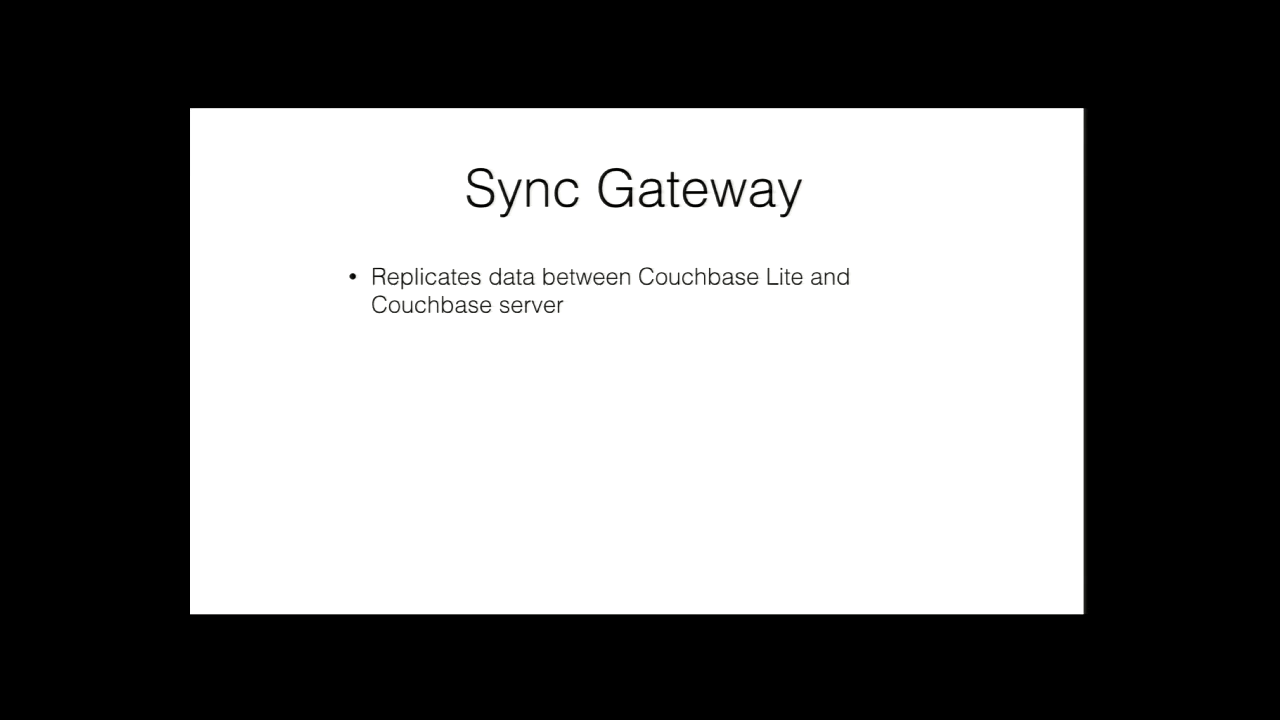 Sync Gateway
• Replicates data between Couchbase Lite and
Couchbase server